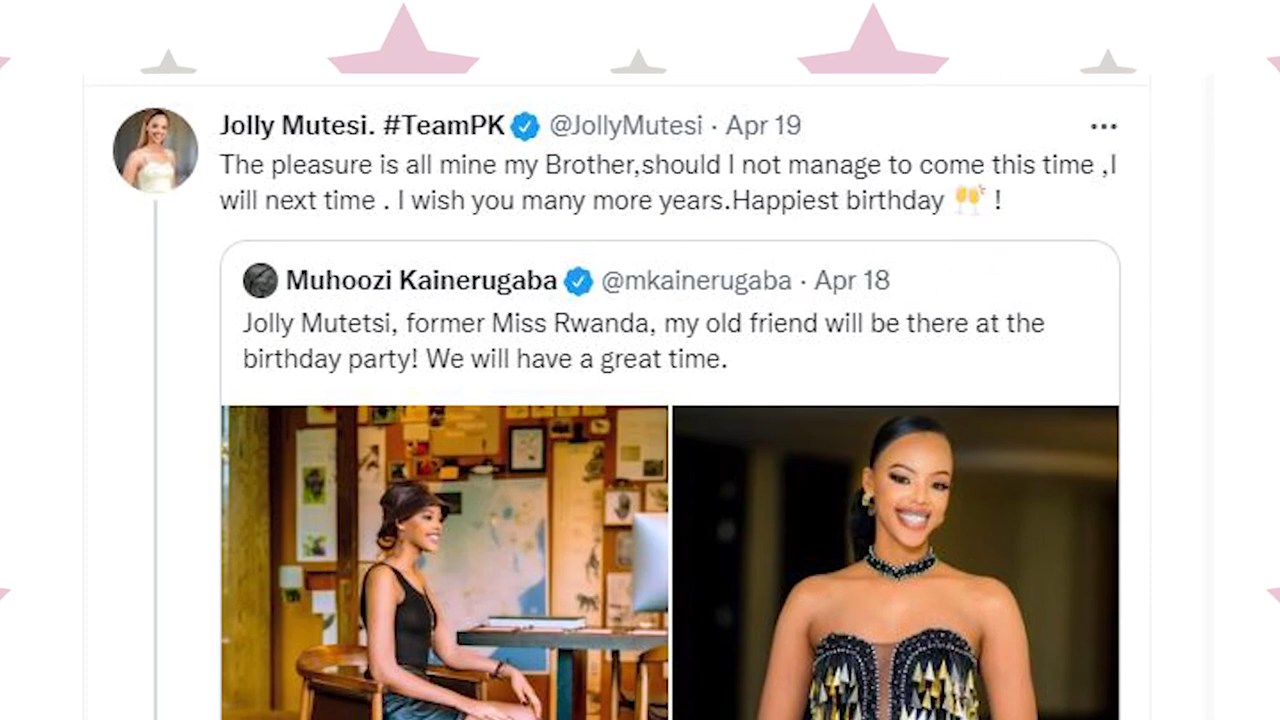 Jolly Mutesi. #TeamPK @JollyMutesi · Apr 19
The pleasure is all mine my Brother,should I not manage to come this time ,I
will next time . I wish you many more years.Happiest birthday 🥂 !
Muhoozi Kainerugaba @mkainerugaba · Apr 18
Jolly Mutetsi, former Miss Rwanda, my old friend will be there at the
birthday party! We will have a great time.